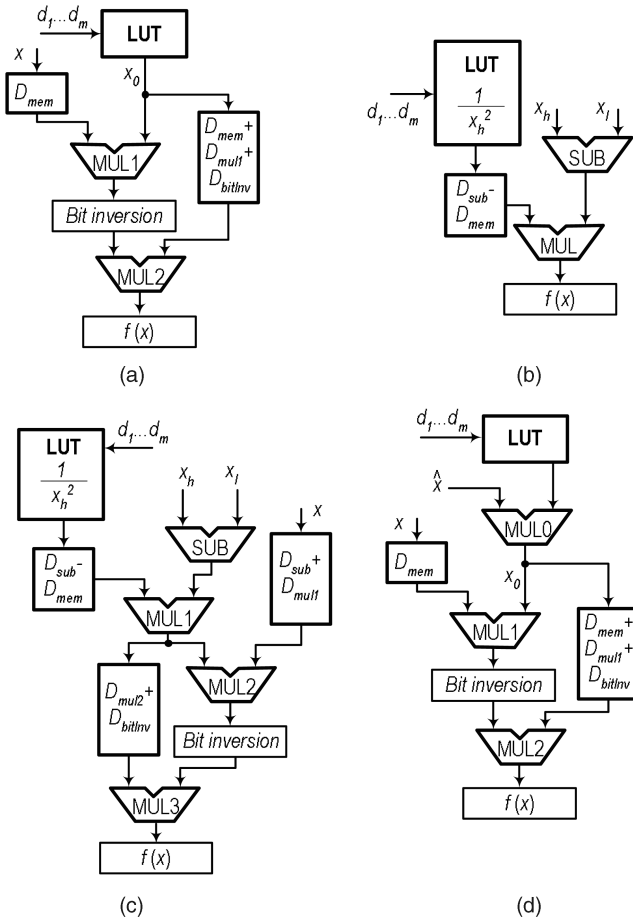 d1...dm
LUT
x
x0
Dmem
Dmem+
Dmul1+
DbitInv
MUL1
Bit inversion
MUL2
f (x)
(a)
LUT
1
xh2
d1...dm
xh
xl
SUB
Dsub-
Dmem
MUL
f (x)
(b)
d1...dm
LUT
1
xh2
xh
xl
x
SUB
Dsub-
Dmem
Dsub+
Dmul1
MUL1
Dmul2+
DbitInv
MUL2
Bit inversion
MUL3
f (x)
(c)
d1...dm
LUT
x̂
MUL0
x
Dmem
x0
MUL1
Dmem+
Dmul1+
DbitInv
Bit inversion
MUL2
f (x)
(d)